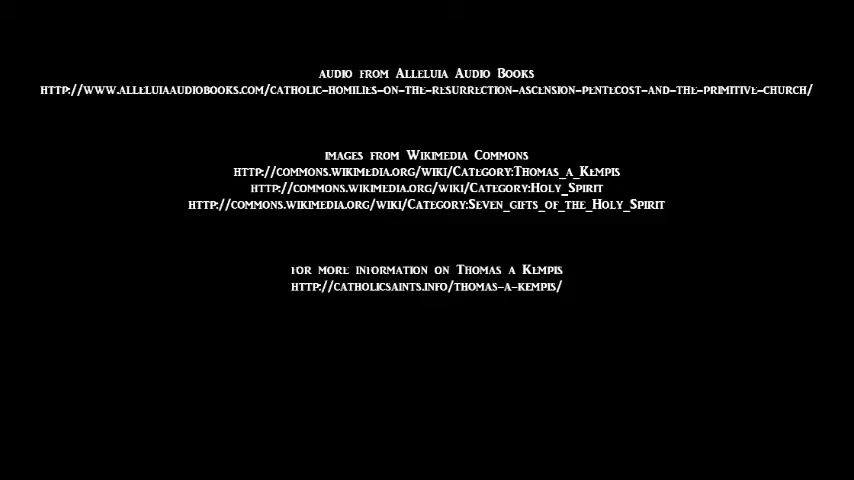 audio from Alleluia Audio Books
http://www.alleluiaaudiobooks.com/catholic-homilies-on-the-resurrection-ascension-pentecost-and-the-primitive-church/
images from Wikimedia Commons
http://commons.wikimedia.org/wiki/Category:Thomas_a_Kempis
http://commons.wikimedia.org/wiki/Category:Holy_Spirit
http://commons.wikimedia.org/wiki/Category:Seven_gifts_of_the_Holy_Spirit
for more information on Thomas a Kempis
http://catholicsaints.info/thomas-a-kempis/